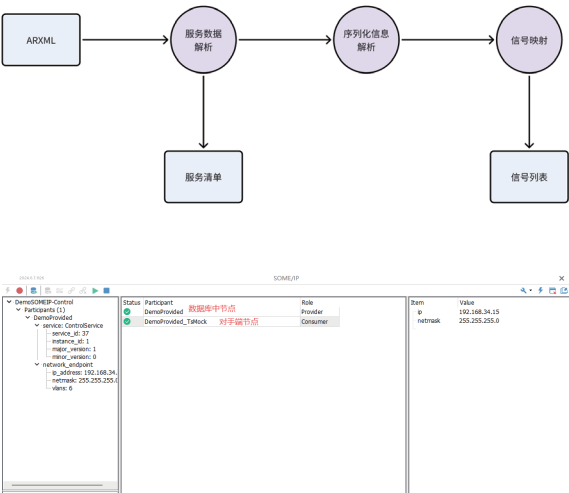 ARXML
服务数据
解析
序列化信息
解析
信号映射
服务清单
信号列表
SOME/IP
DemoSOMEIP-Control
Participants (1)
DemoProvided
service: ControlService
service_id: 37
instance_id: 1
major_version: 1
minor_version: 0
network_endpoint
ip_address: 192.168.34.
netmask: 255.255.255.(
vlans: 6
Status Participant Role
DemoProvided 数据库中节点 Provider
DemoProvided_TsMock 对手端节点 Consumer
Item Value
ip 192.168.34.15
netmask 255.255.255.0